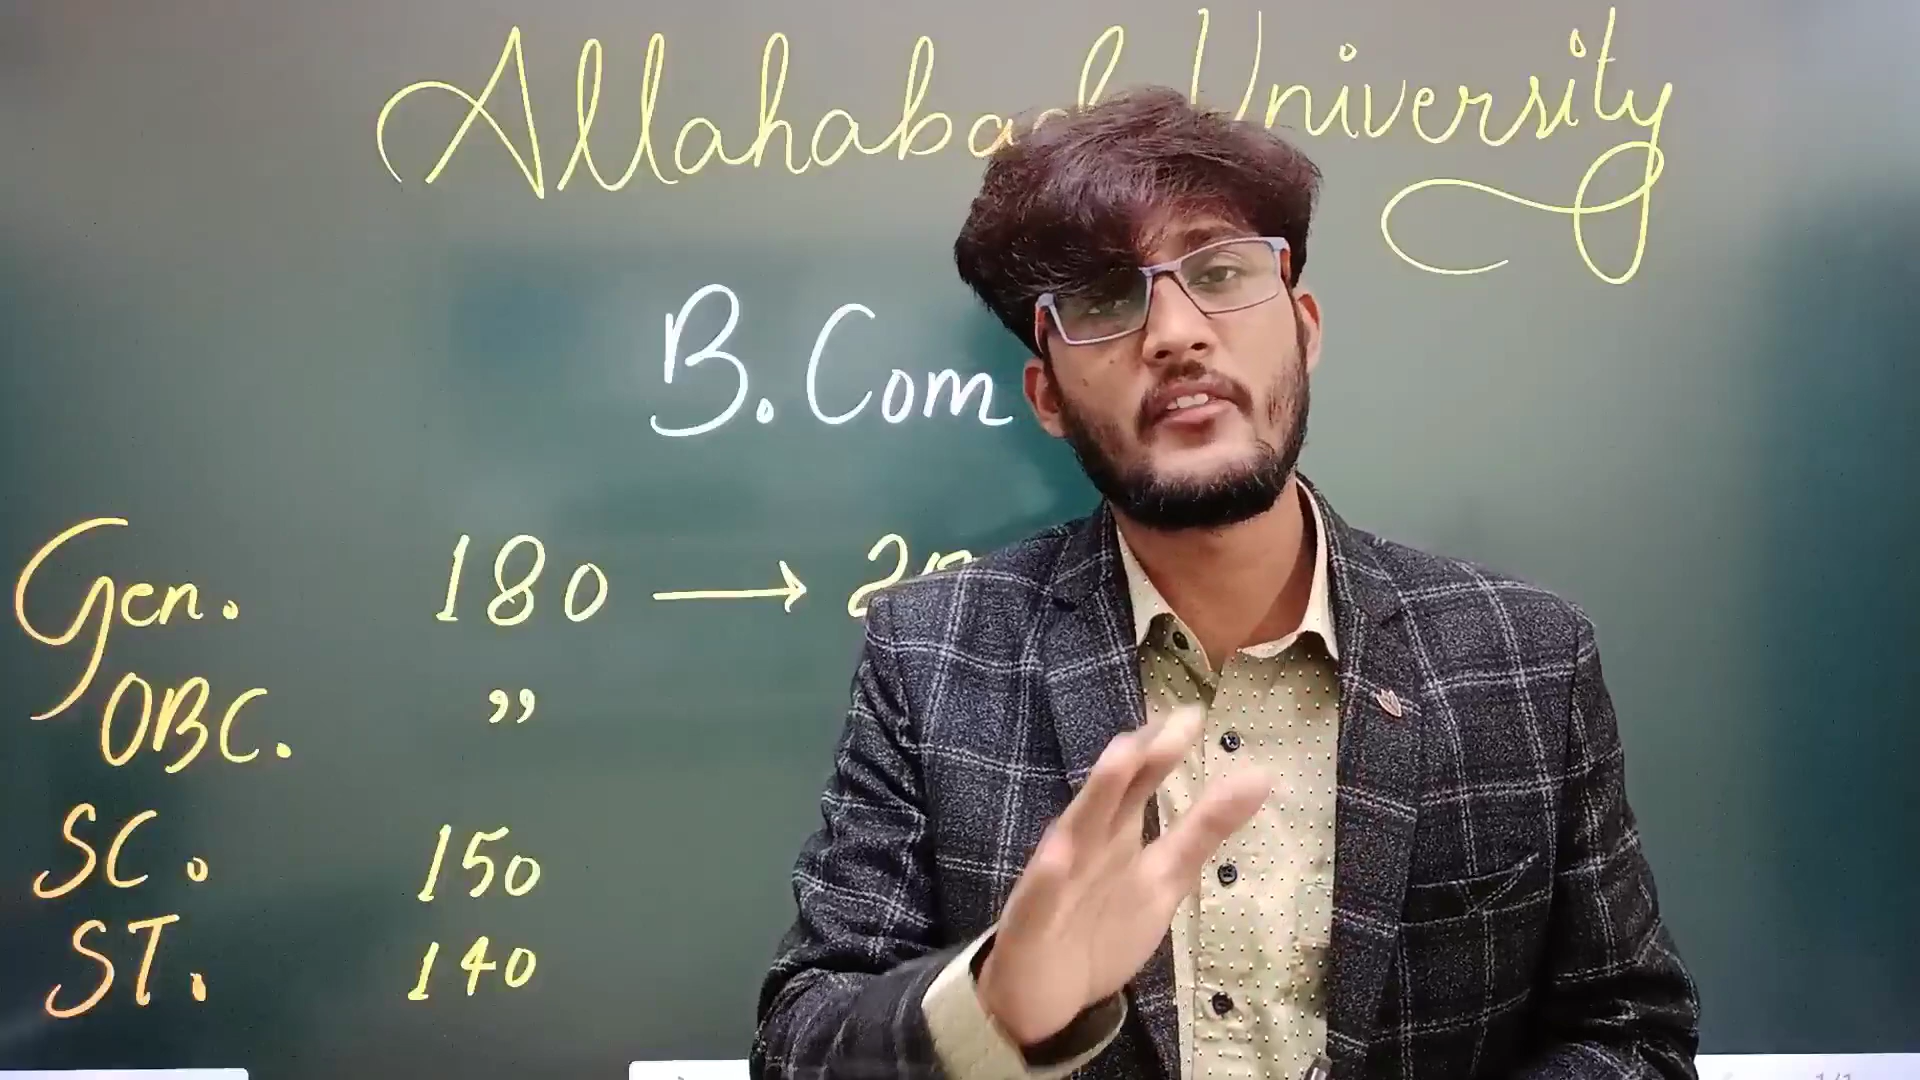 Allahabad University
B.Com
Gen. 180 →
OBC. ,,
SC. 150
ST. 140